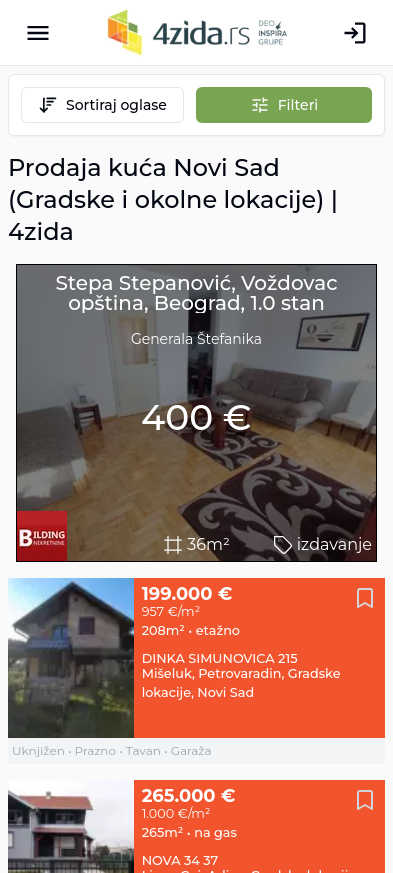 4zida.rs
DEO
INSPIRA
GRUPE
Sortiraj oglase
Filteri
Prodaja kuća Novi Sad
(Gradske i okolne lokacije) |
4zida
Stepa Stepanović, Voždovac
opština, Beograd, 1.0 stan
Generala Štefanika
400 €
BILDING
NEKRETNINE
36m²
izdavanje
199.000 €
957 €/m²
208m² • etažno
DINKA SIMUNOVICA 215
Mišeluk, Petrovaradin, Gradske
lokacije, Novi Sad
Uknjižen • Prazno • Tavan • Garaža
265.000 €
1.000 €/m²
265m² • na gas
NOVA 34 37